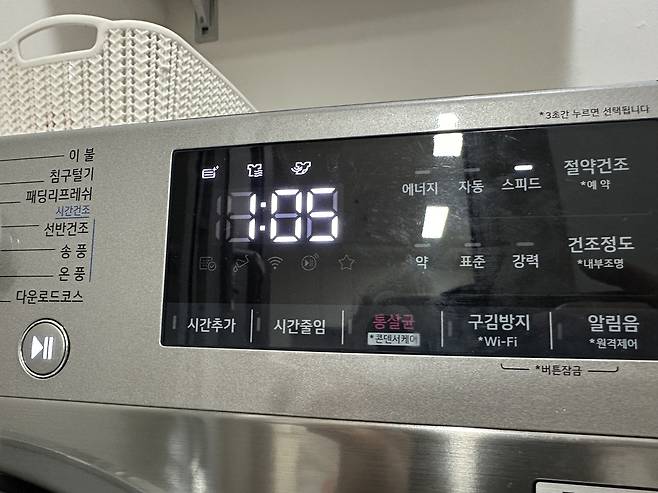 *3초간 누르면 선택됩니다
이 불
침구털기
패딩리프레쉬
시간건조
선반건조
송 풍
온 풍
다운로드코스
1:05
에너지 자동 스피드 절약건조
*예 약
약 표준 강력 건조정도
*내부조명
시간추가 시간줄임 통살균 구김방지 알림음
*콘덴서케어 *Wi-Fi *원격제어
*버튼잠금